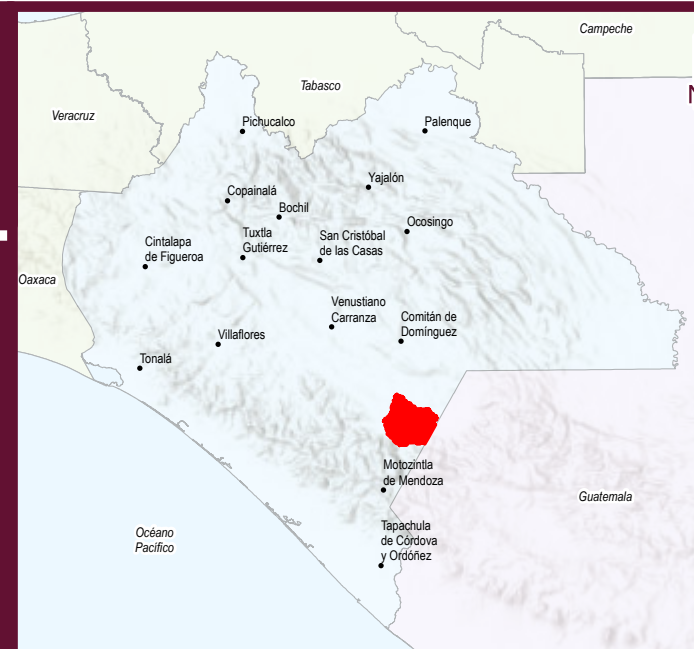 Campeche
Tabasco
N
Veracruz
Pichucalco
Palenque
Yajalón
Copainalá
Bochil
Ocosingo
Tuxtla
Gutiérrez
San Cristóbal
de las Casas
Cintalapa
de Figueroa
Oaxaca
Venustiano
Carranza
Comitán de
Domínguez
Villaflores
Tonalá
Motozintla
de Mendoza
Guatemala
Océano
Pacífico
Tapachula
de Córdova
y Ordóñez